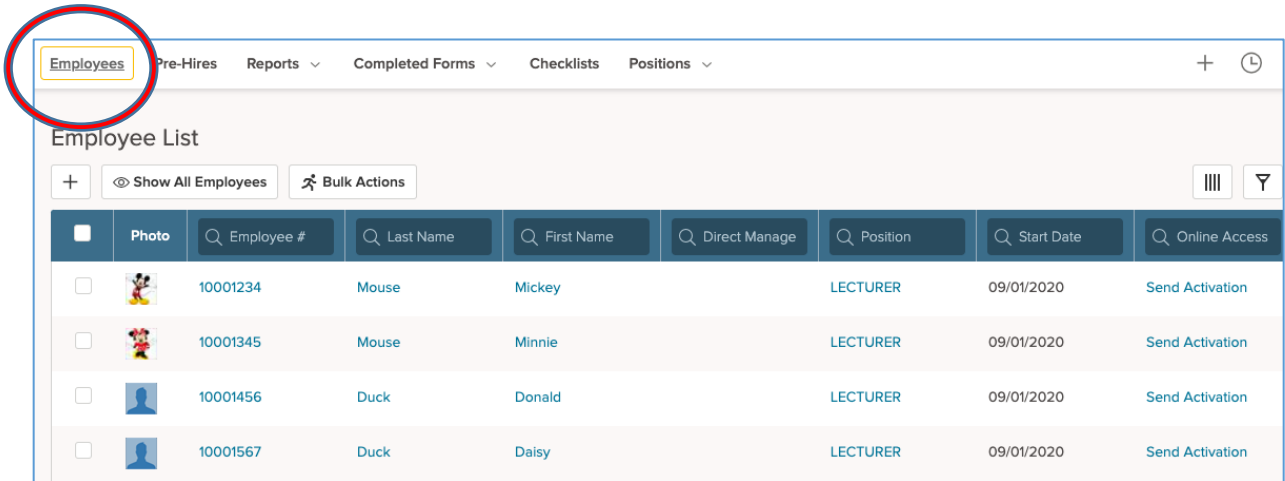 Employees Pre-Hires Reports Completed Forms Checklists Positions
Employee List
Show All Employees Bulk Actions
Photo Employee # Last Name First Name Direct Manage Position Start Date Online Access
10001234 Mouse Mickey LECTURER 09/01/2020 Send Activation
10001345 Mouse Minnie LECTURER 09/01/2020 Send Activation
10001456 Duck Donald LECTURER 09/01/2020 Send Activation
10001567 Duck Daisy LECTURER 09/01/2020 Send Activation